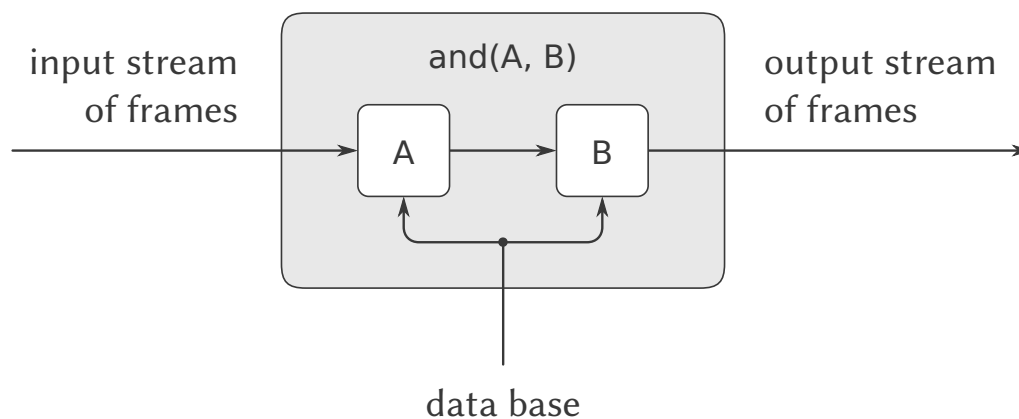 and(A, B)
input stream
of frames
output stream
of frames
A
B
data base